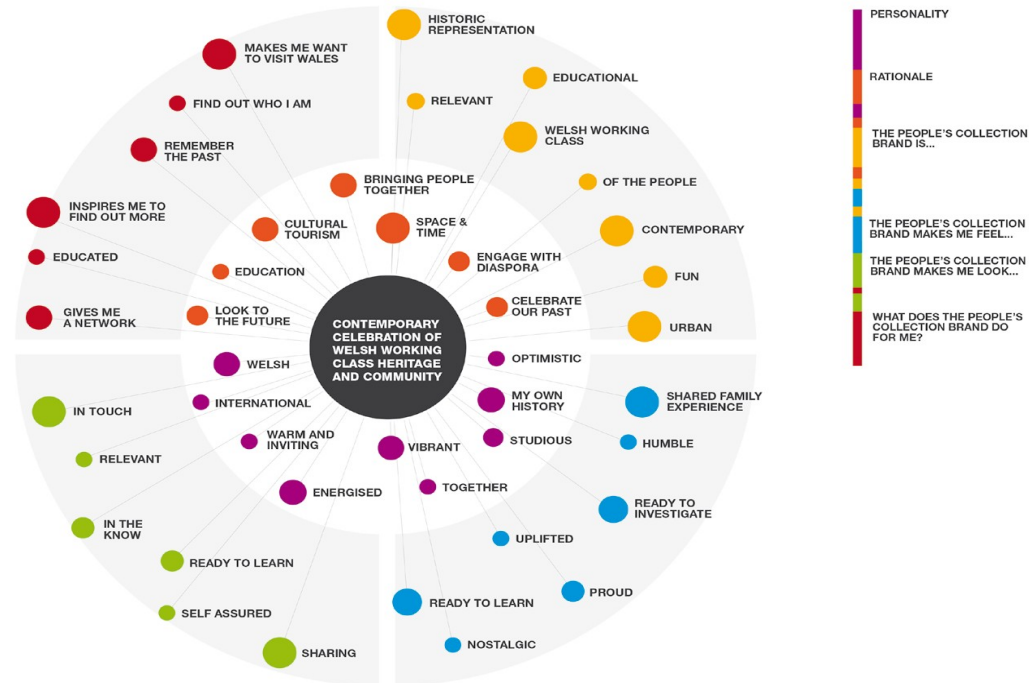 HISTORIC
REPRESENTATION
EDUCATIONAL
RELEVANT
WELSH WORKING
CLASS
OF THE PEOPLE
CONTEMPORARY
FUN
URBAN
MAKES ME WANT
TO VISIT WALES
FIND OUT WHO I AM
REMEMBER
THE PAST
INSPIRES ME TO
FIND OUT MORE
EDUCATED
GIVES ME
A NETWORK
BRINGING PEOPLE
TOGETHER
CULTURAL
TOURISM
SPACE &
TIME
EDUCATION
ENGAGE WITH
DIASPORA
LOOK TO
THE FUTURE
CELEBRATE
OUR PAST
CONTEMPORARY
CELEBRATION OF
WELSH WORKING
CLASS HERITAGE
AND COMMUNITY
WELSH
INTERNATIONAL
WARM AND
INVITING
ENERGISED
VIBRANT
TOGETHER
OPTIMISTIC
MY OWN
HISTORY
STUDIOUS
IN TOUCH
RELEVANT
IN THE
KNOW
READY TO LEARN
SELF ASSURED
SHARING
SHARED FAMILY
EXPERIENCE
HUMBLE
READY TO
INVESTIGATE
UPLIFTED
PROUD
READY TO LEARN
NOSTALGIC
PERSONALITY
RATIONALE
THE PEOPLE'S COLLECTION
BRAND IS...
THE PEOPLE'S COLLECTION
BRAND MAKES ME FEEL...
THE PEOPLE'S COLLECTION
BRAND MAKES ME LOOK...
WHAT DOES THE PEOPLE'S
COLLECTION BRAND DO
FOR ME?